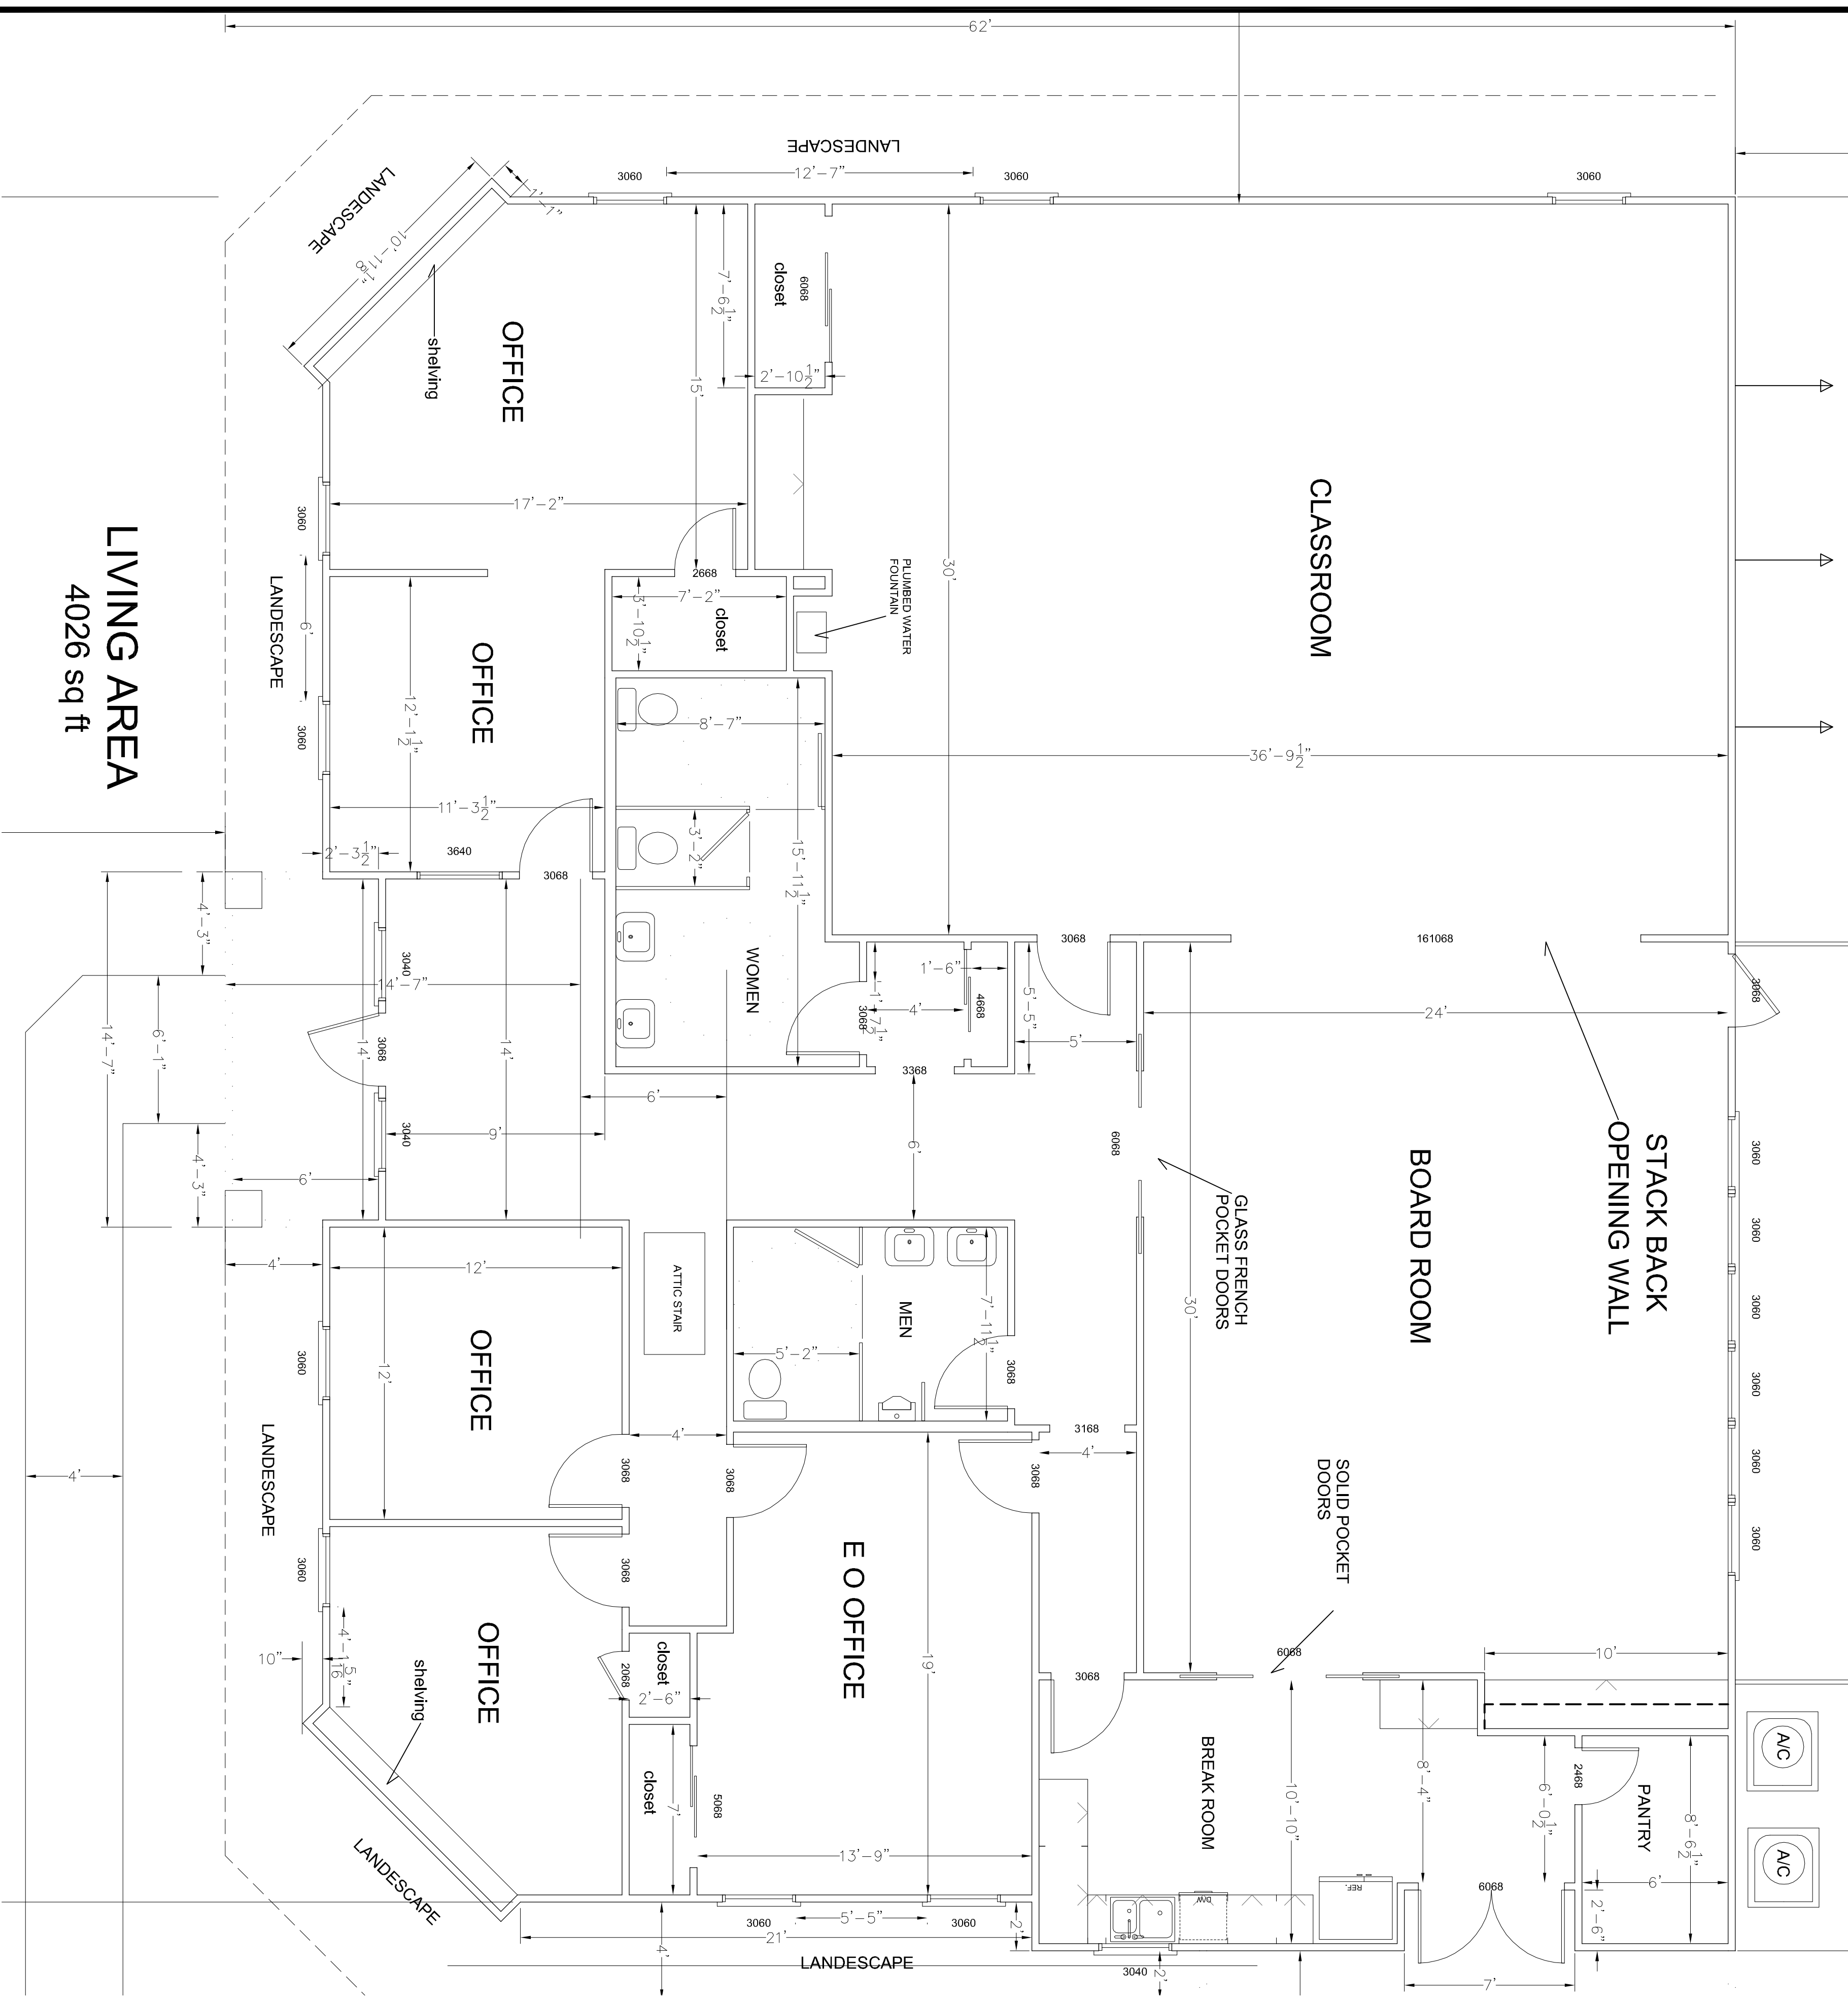 62'
LANDESCAPE
12'-7"
3060
3060
3060
LANDESCAPE
1'-1"
10'-11 1/8"
shelving
OFFICE
closet
6068
7'-6 1/2"
2'-10 1/2"
15'
17'-2"
3060
6'
LANDESCAPE
3060
LIVING AREA
4026 sq ft
2668
7'-2"
3'-10 1/2"
closet
PLUMBED WATER
FOUNTAIN
30'
CLASSROOM
36'-9 1/2"
OFFICE
12'-1 1/2"
11'-3 1/2"
2'-3 1/2"
3640
3068
8'-7"
3'-2"
15'-11 1/2"
WOMEN
3068
161068
3068
1'-6"
4668
1'-7 1/2"
4'
3068
5'-5"
5'
24'
3368
4'-3"
14'-7"
6'-1"
4'-3"
14'-7"
3040
3068
14'
14'
3040
9'
6'
6'
6'
6068
GLASS FRENCH
POCKET DOORS
30'
BOARD ROOM
STACK BACK
OPENING WALL
3060
3060
3060
3060
3060
3060
4'
12'
12'
OFFICE
3060
ATTIC STAIR
MEN
7'-11 1/2"
5'-2"
3068
3168
4'
4'
3068
3068
3068
3068
LANDESCAPE
4'
3060
SOLID POCKET
DOORS
E O OFFICE
19'
OFFICE
closet
2068
2'-6"
10"
4'-1 5/16"
shelving
3068
6068
10'
closet
7'
5068
13'-9"
BREAK ROOM
10'-10"
8'-4"
6'-0 1/2"
2468
PANTRY
8'-6 1/2"
6'
A/C
A/C
REF.
D/W
6068
2'-6"
LANDESCAPE
3060
5'-5"
3060
2'
21'
4'
LANDESCAPE
3040
2'
7'